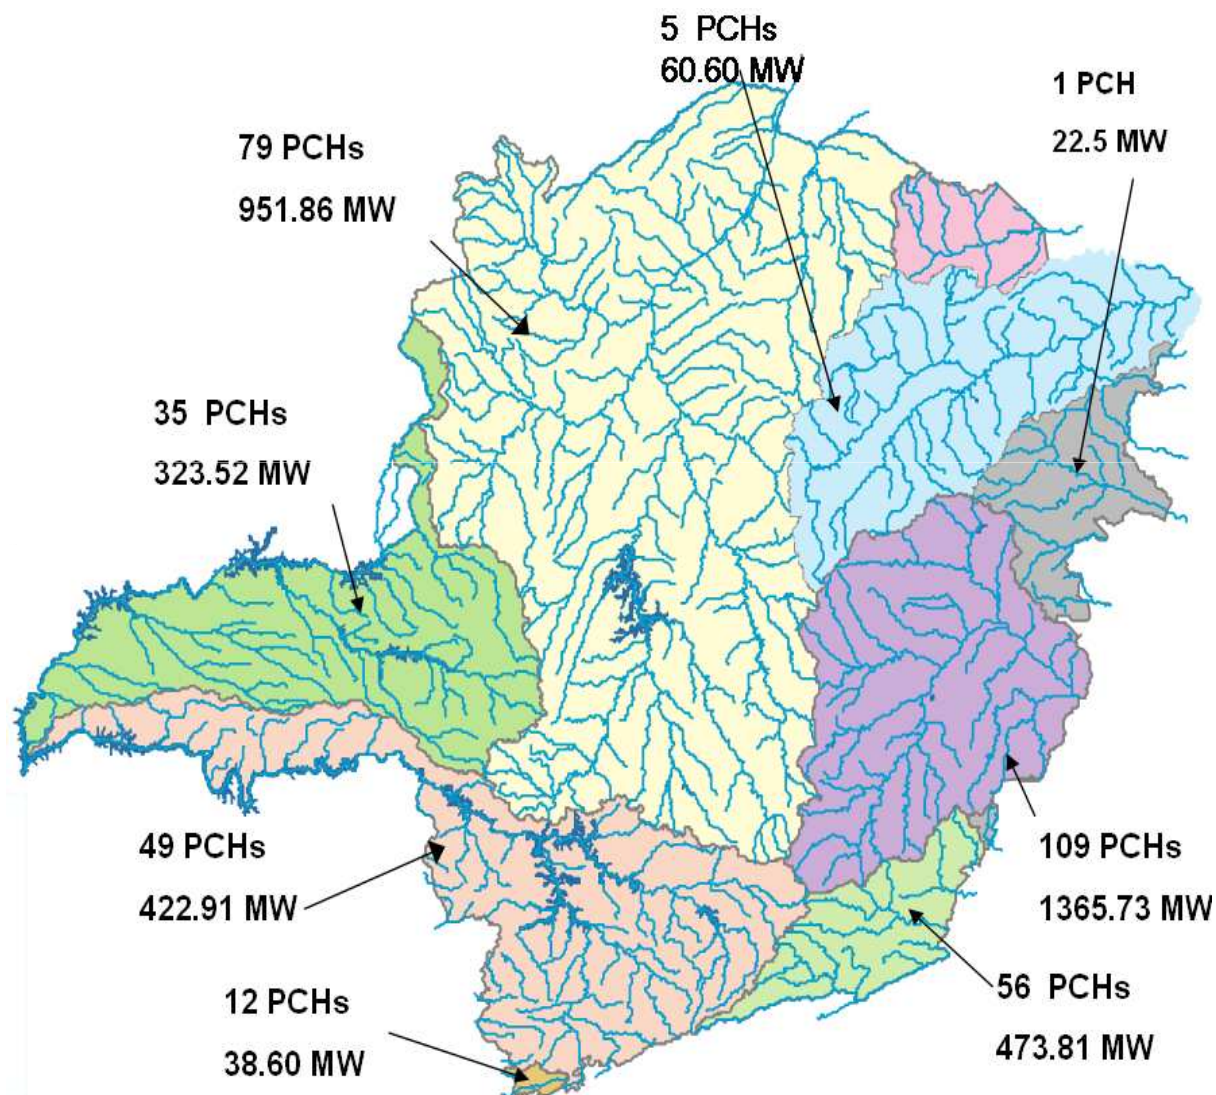 5 PCHs
60.60 MW
1 PCH
22.5 MW
79 PCHs
951.86 MW
35 PCHs
323.52 MW
49 PCHs
422.91 MW
109 PCHs
1365.73 MW
12 PCHs
38.60 MW
56 PCHs
473.81 MW